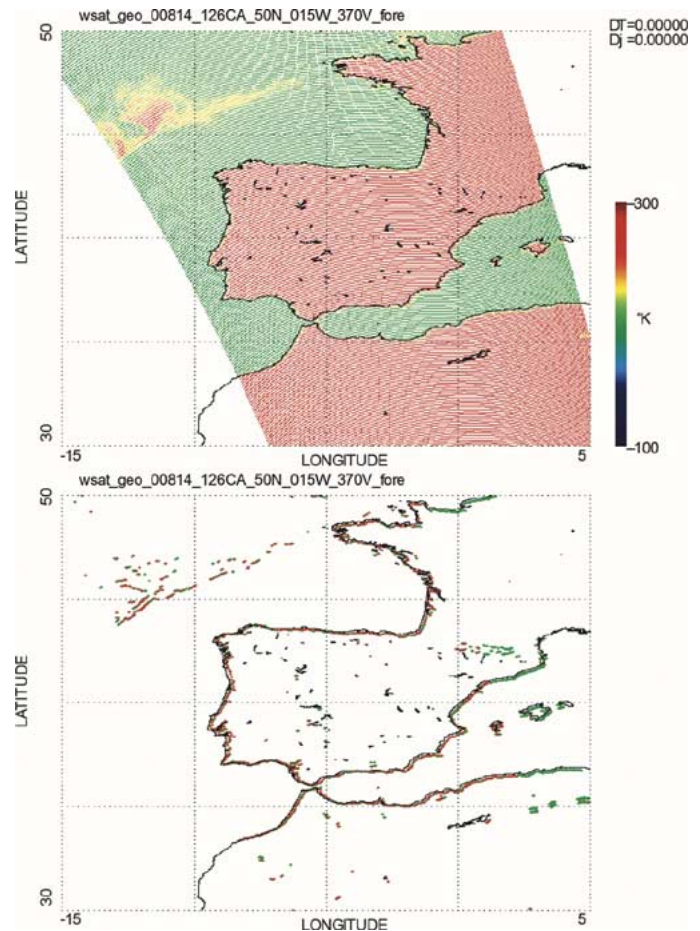 wsat_geo_00814_126CA_50N_015W_370V_fore
DT=0.00000
Dj =0.00000
50
LATITUDE
30
-15
LONGITUDE
5
300
°K
-100
wsat_geo_00814_126CA_50N_015W_370V_fore
50
LATITUDE
30
-15
LONGITUDE
5